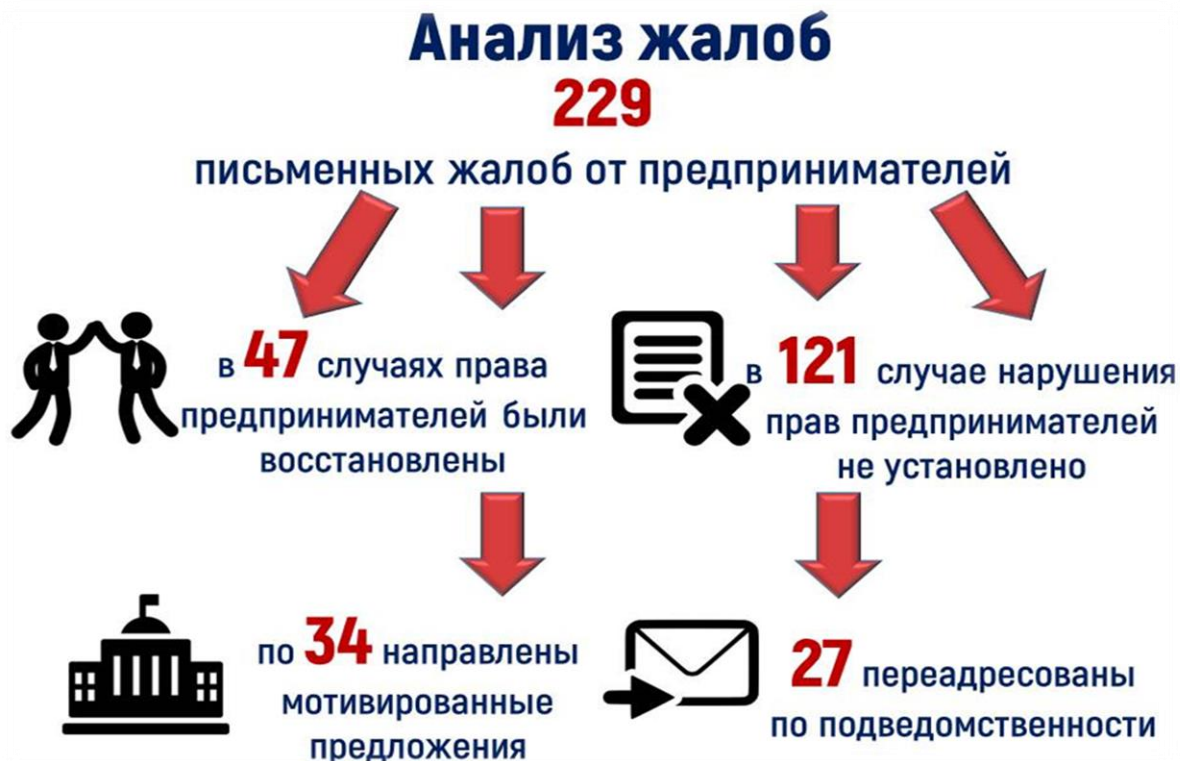 Анализ жалоб
229
письменных жалоб от предпринимателей
в 47 случаях права
предпринимателей были
восстановлены
в 121 случае нарушения
прав предпринимателей
не установлено
по 34 направлены
мотивированные
предложения
27 переадресованы
по подведомственности